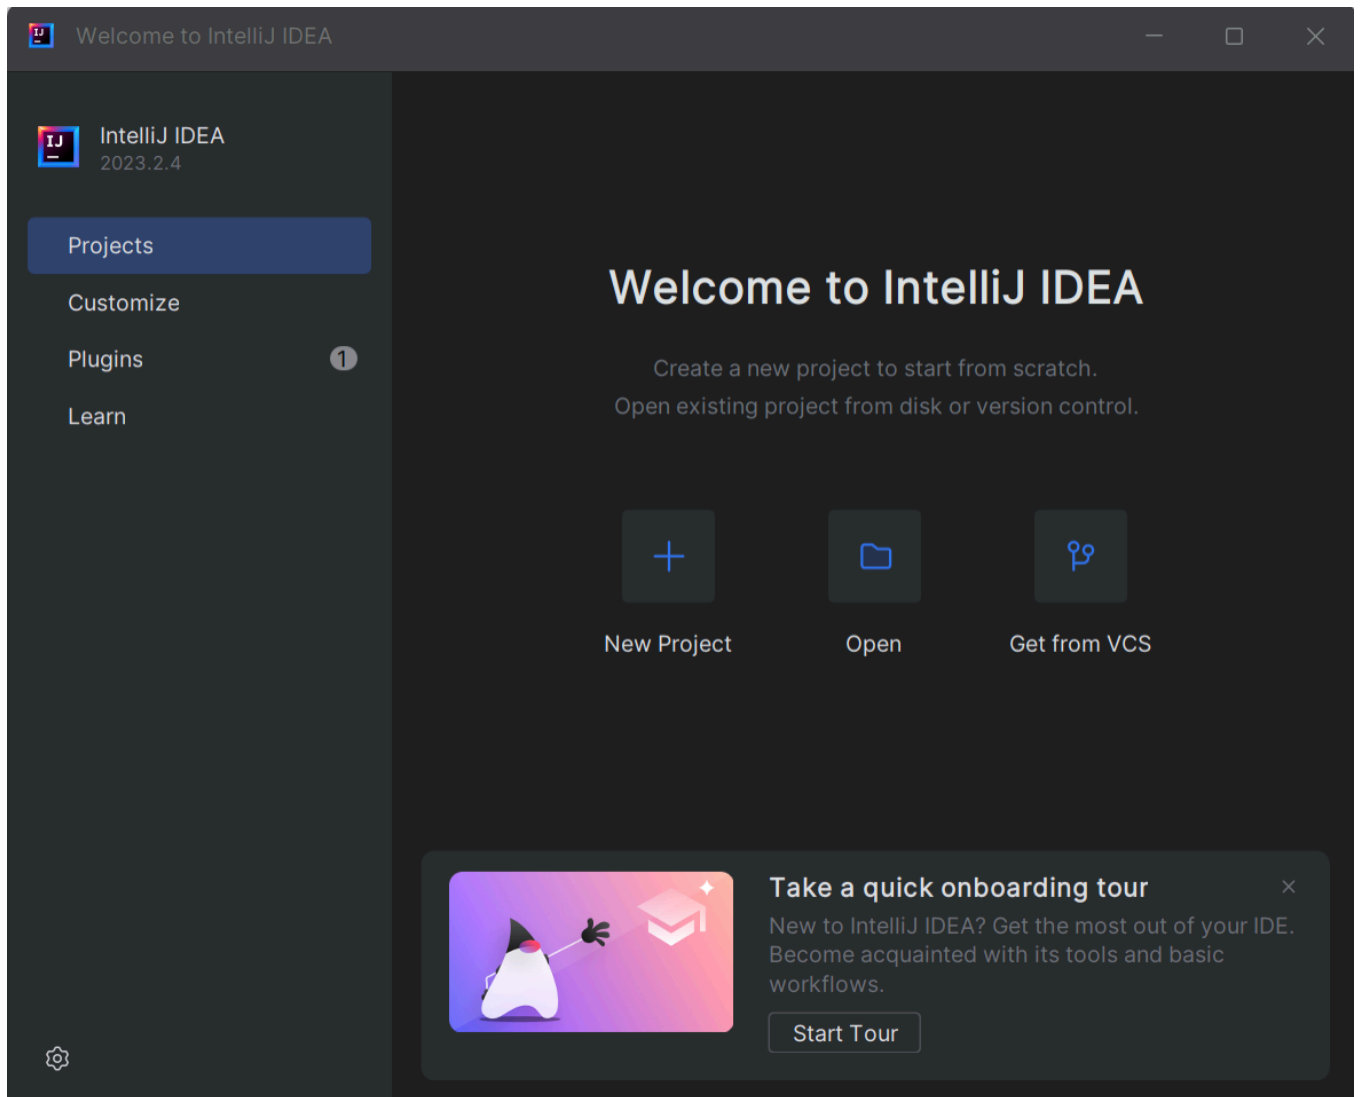 Welcome to IntelliJ IDEA
IntelliJ IDEA
2023.2.4
Projects
Customize
Plugins 1
Learn
Welcome to IntelliJ IDEA
Create a new project to start from scratch.
Open existing project from disk or version control.
New Project Open Get from VCS
Take a quick onboarding tour
New to IntelliJ IDEA? Get the most out of your IDE.
Become acquainted with its tools and basic
workflows.
Start Tour